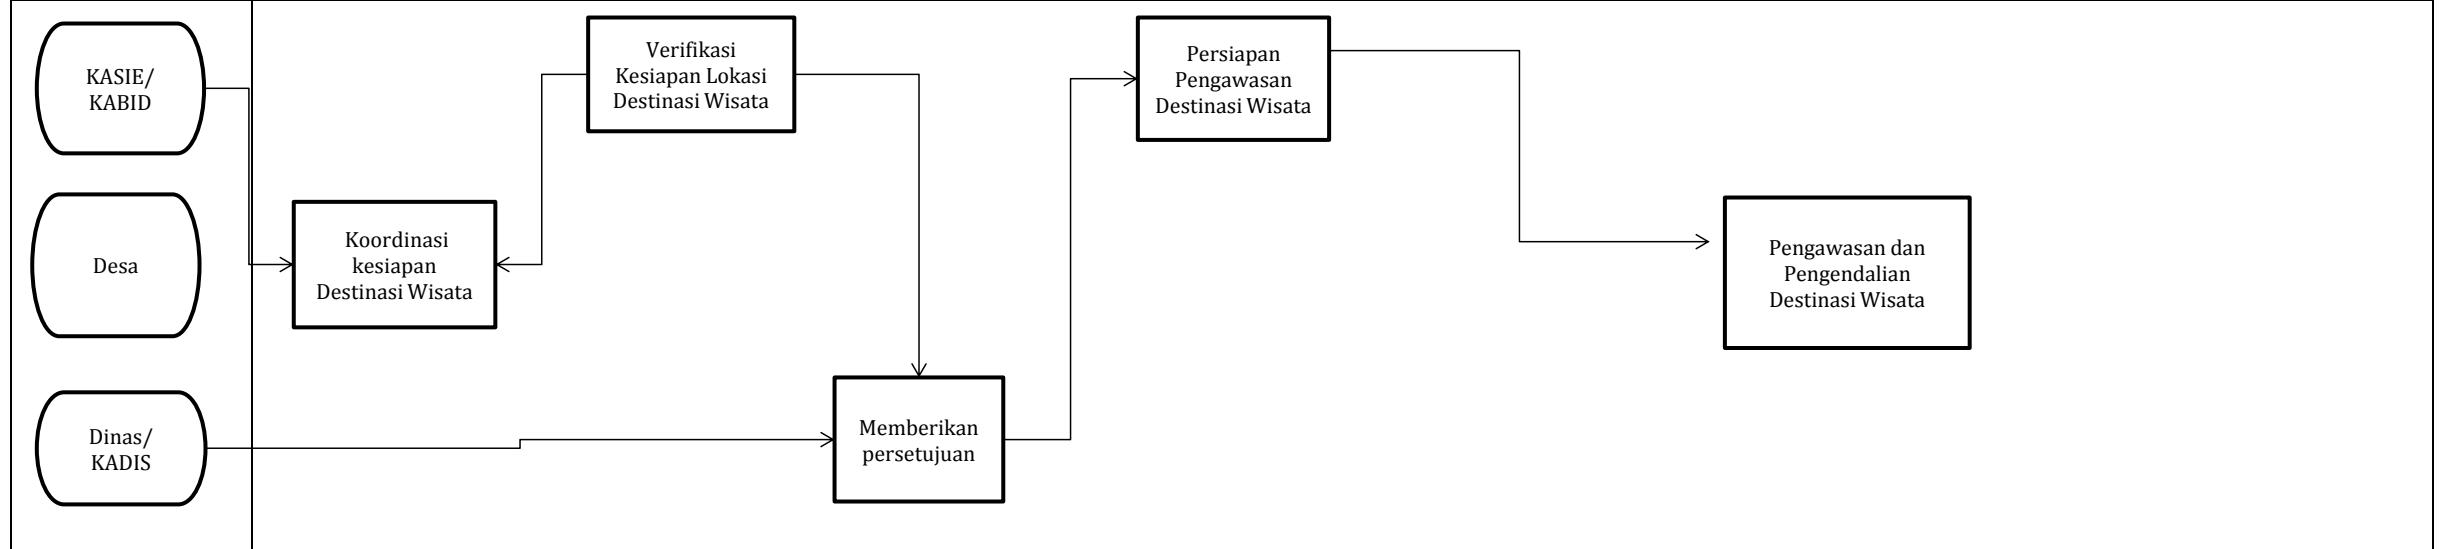 KASIE/
KABID
Verifikasi
Kesiapan Lokasi
Destinasi Wisata
Persiapan
Pengawasan
Destinasi Wisata
Desa
Koordinasi
kesiapan
Destinasi Wisata
Pengawasan dan
Pengendalian
Destinasi Wisata
Dinas/
KADIS
Memberikan
persetujuan